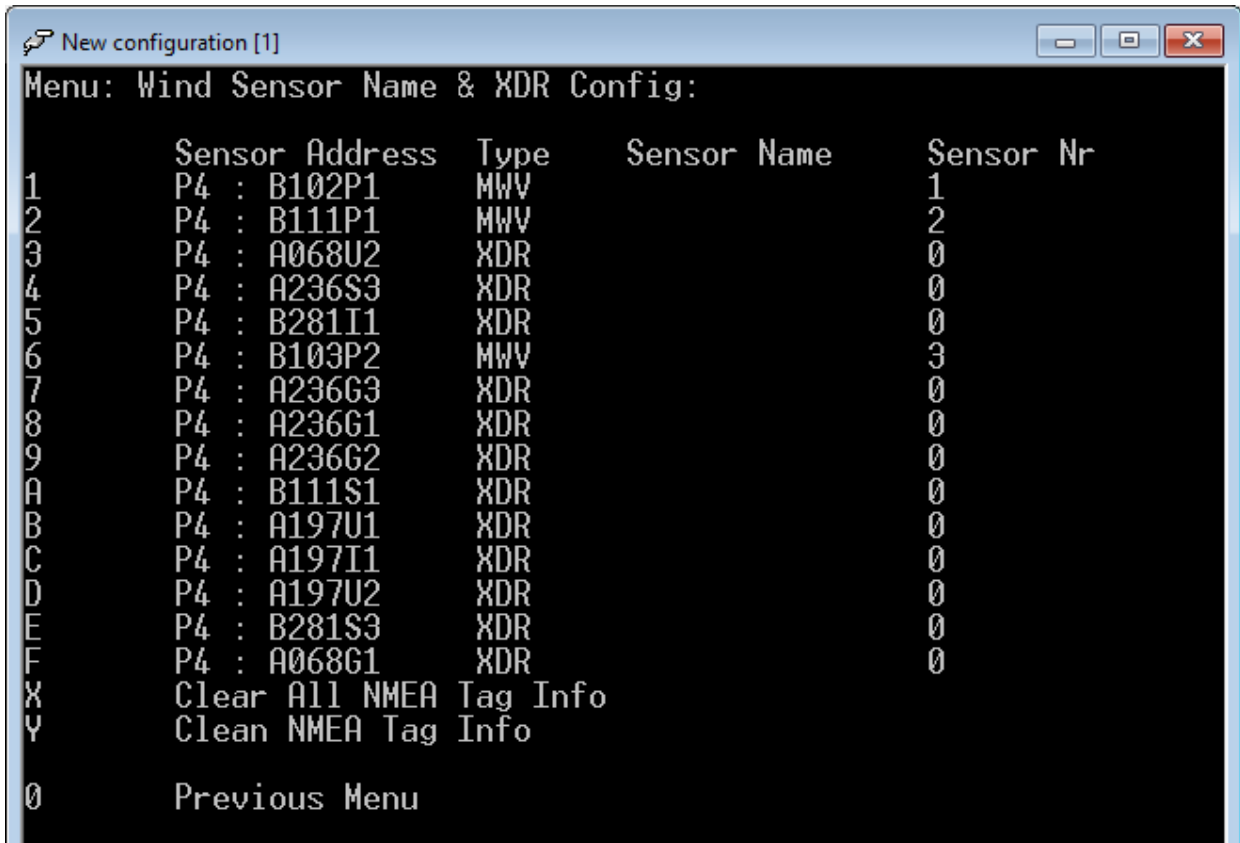 New configuration [1]
Menu: Wind Sensor Name & XDR Config:
Sensor Address Type Sensor Name Sensor Nr
1 P4 : B102P1 MWV 1
2 P4 : B111P1 MWV 2
3 P4 : A068U2 XDR 0
4 P4 : A236S3 XDR 0
5 P4 : B281I1 XDR 0
6 P4 : B103P2 MWV 3
7 P4 : A236G3 XDR 0
8 P4 : A236G1 XDR 0
9 P4 : A236G2 XDR 0
A P4 : B111S1 XDR 0
B P4 : A197U1 XDR 0
C P4 : A197I1 XDR 0
D P4 : A197U2 XDR 0
E P4 : B281S3 XDR 0
F P4 : A068G1 XDR 0
X Clear All NMEA Tag Info
Y Clean NMEA Tag Info
0 Previous Menu